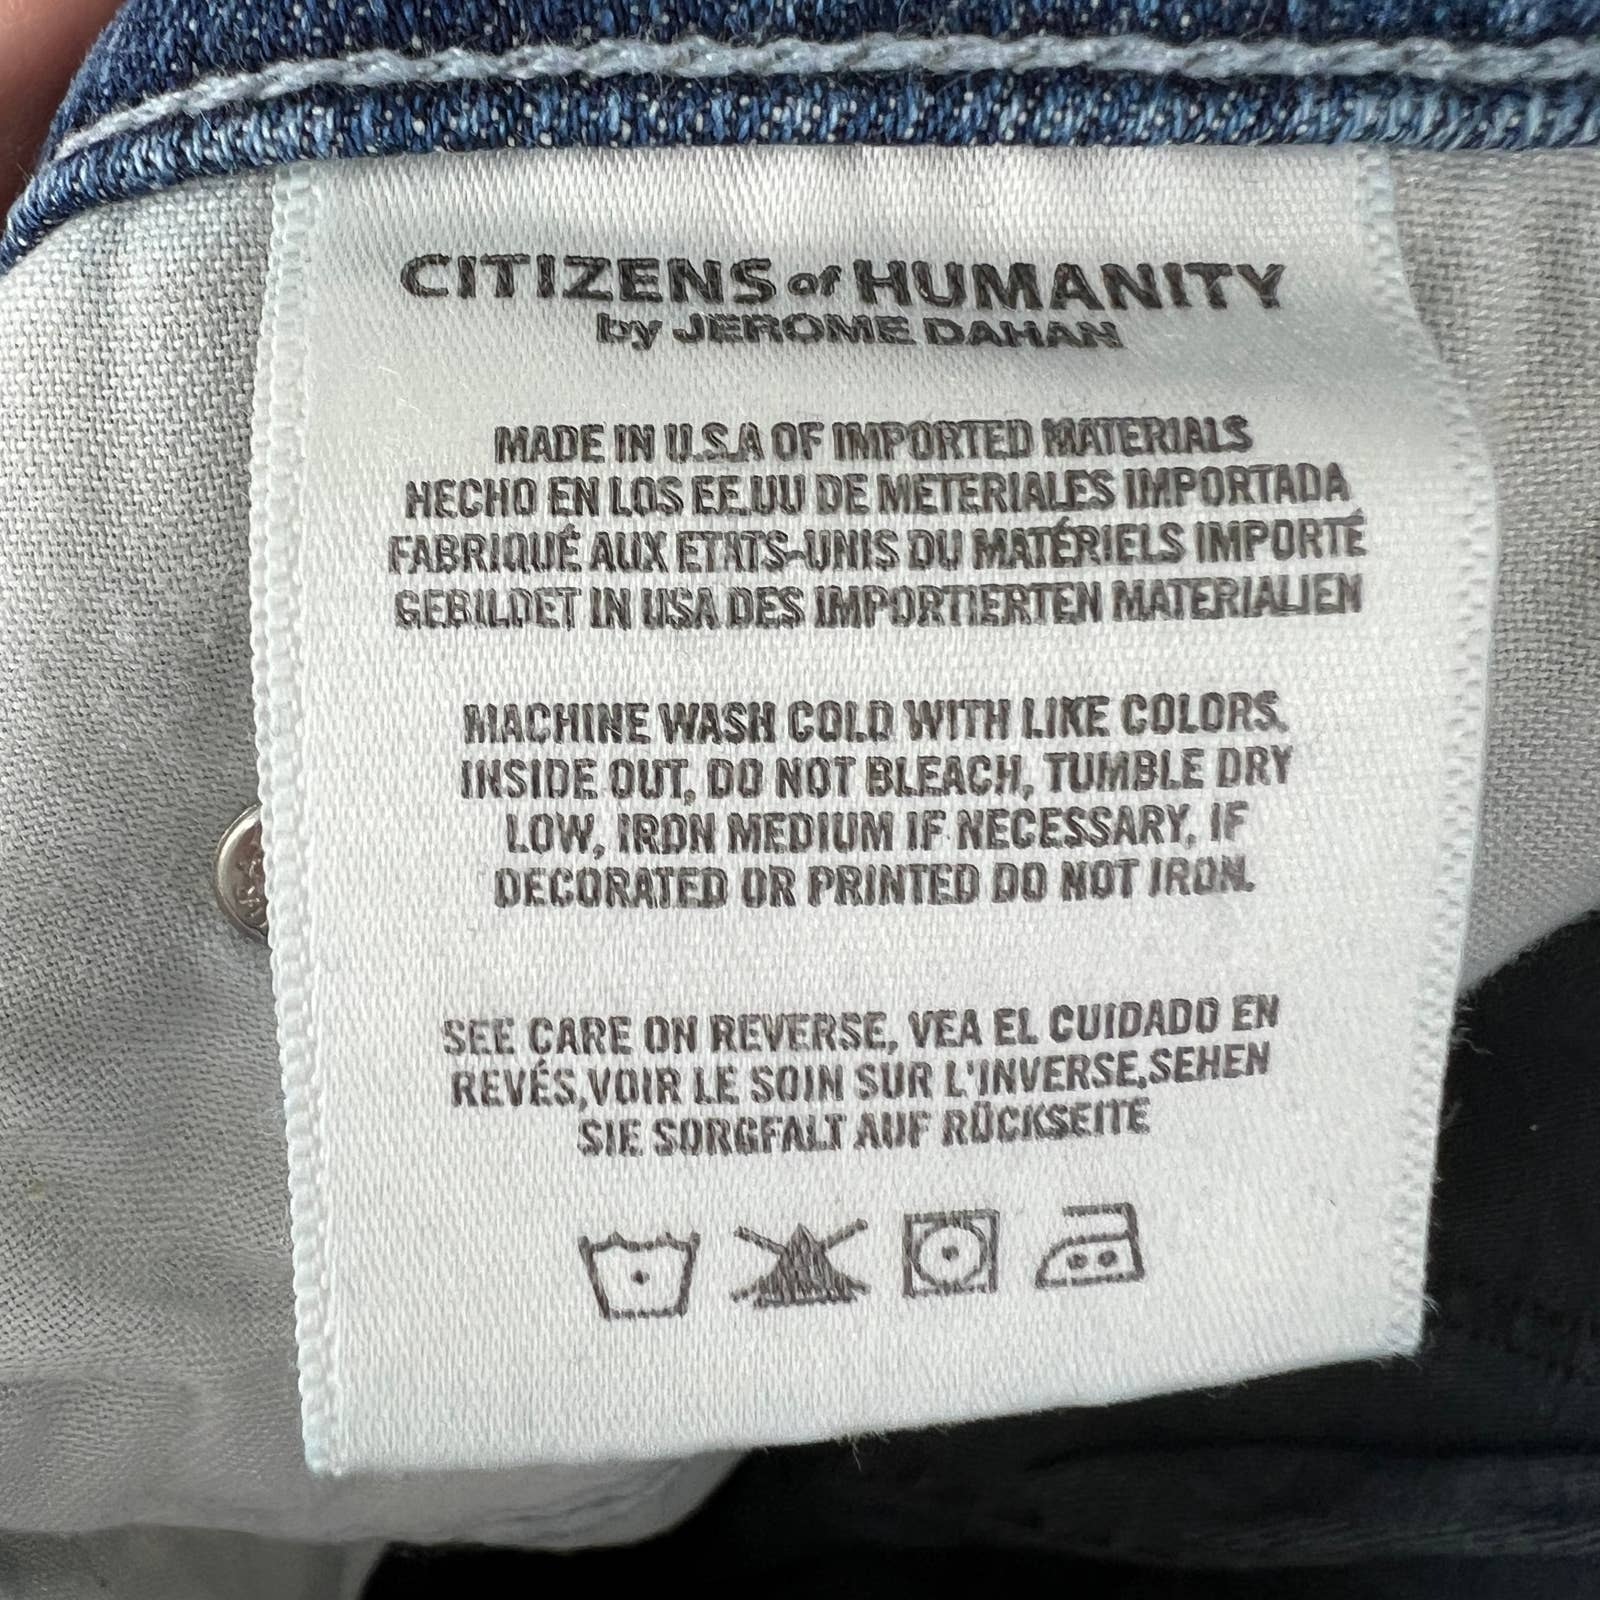 CITIZENS of HUMANITY
by JEROME DAHAN
MADE IN U.S.A OF IMPORTED MATERIALS
HECHO EN LOS EE.UU DE METERIALES IMPORTADA
FABRIQUÉ AUX ETATS-UNIS DU MATÉRIELS IMPORTÉ
GEBILDET IN USA DES IMPORTIERTEN MATERIALIEN
MACHINE WASH COLD WITH LIKE COLORS,
INSIDE OUT, DO NOT BLEACH, TUMBLE DRY
LOW, IRON MEDIUM IF NECESSARY, IF
DECORATED OR PRINTED DO NOT IRON.
SEE CARE ON REVERSE, VEA EL CUIDADO EN
REVÉS,VOIR LE SOIN SUR L'INVERSE,SEHEN
SIE SORGFALT AUF RÜCKSEITE